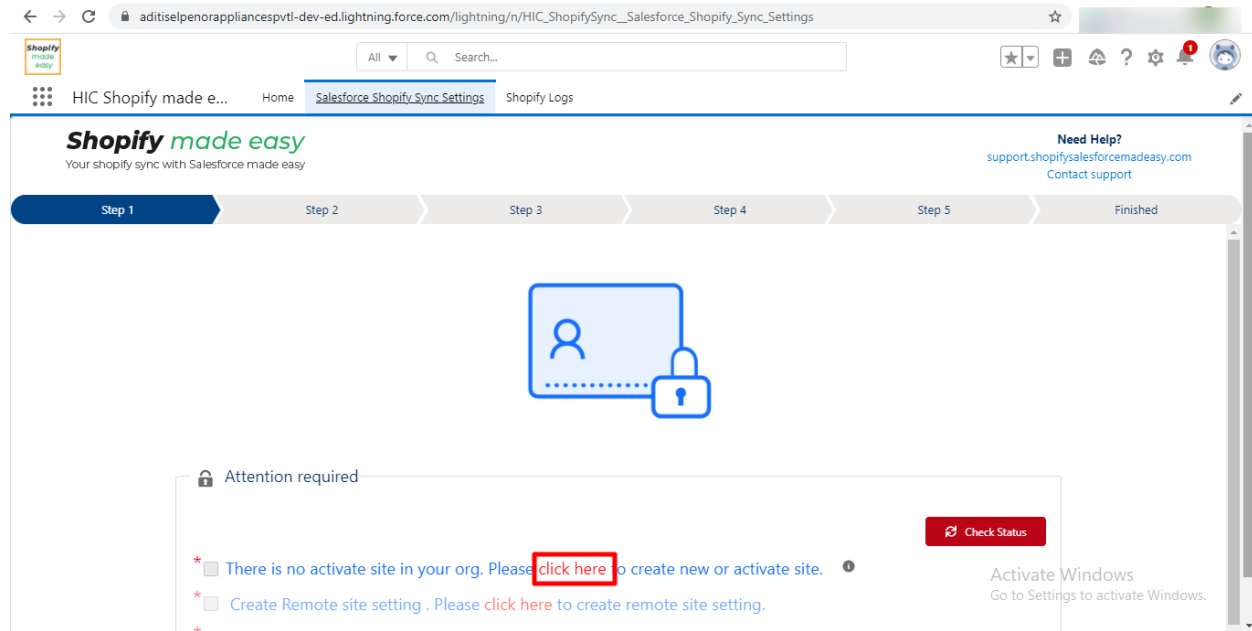 aditiselpenorappliancespvtl-dev-ed.lightning.force.com/lightning/n/HIC_ShopifySync__Salesforce_Shopify_Sync_Settings
Shopify
made
easy
All
Search...
1
HIC Shopify made e...
Home
Salesforce Shopify Sync Settings
Shopify Logs
Shopify made easy
Your shopify sync with Salesforce made easy
Need Help?
support.shopifysalesforcemadeasy.com
Contact support
Step 1
Step 2
Step 3
Step 4
Step 5
Finished
Attention required
Check Status
* There is no activate site in your org. Please click here to create new or activate site.
* Create Remote site setting . Please click here to create remote site setting.
*
Activate Windows
Go to Settings to activate Windows.